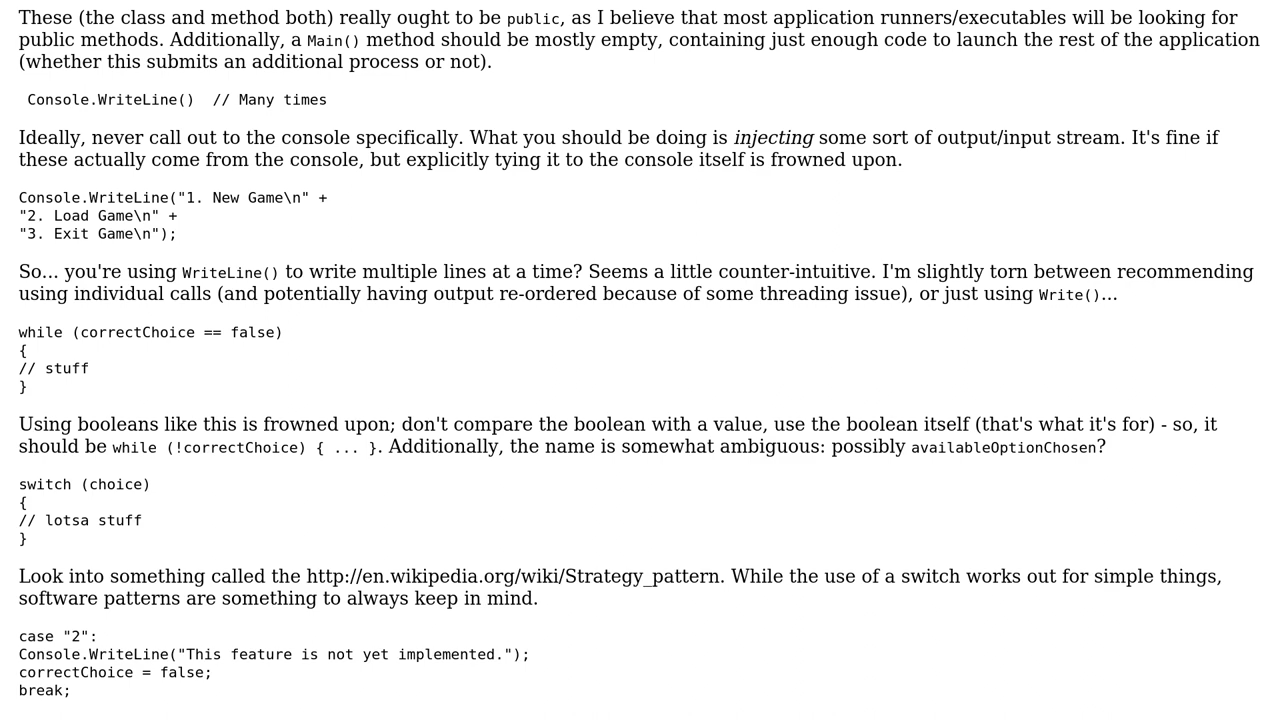 These (the class and method both) really ought to be public, as I believe that most application runners/executables will be looking for
public methods. Additionally, a Main() method should be mostly empty, containing just enough code to launch the rest of the application
(whether this submits an additional process or not).
Console.WriteLine()  // Many times
Ideally, never call out to the console specifically. What you should be doing is injecting some sort of output/input stream. It's fine if
these actually come from the console, but explicitly tying it to the console itself is frowned upon.
Console.WriteLine("1. New Game\n" +
"2. Load Game\n" +
"3. Exit Game\n");
So... you're using WriteLine() to write multiple lines at a time? Seems a little counter-intuitive. I'm slightly torn between recommending
using individual calls (and potentially having output re-ordered because of some threading issue), or just using Write()...
while (correctChoice == false)
{
// stuff
}
Using booleans like this is frowned upon; don't compare the boolean with a value, use the boolean itself (that's what it's for) - so, it
should be while (!correctChoice) { ... }. Additionally, the name is somewhat ambiguous: possibly availableOptionChosen?
switch (choice)
{
// lotsa stuff
}
Look into something called the http://en.wikipedia.org/wiki/Strategy_pattern. While the use of a switch works out for simple things,
software patterns are something to always keep in mind.
case "2":
Console.WriteLine("This feature is not yet implemented.");
correctChoice = false;
break;